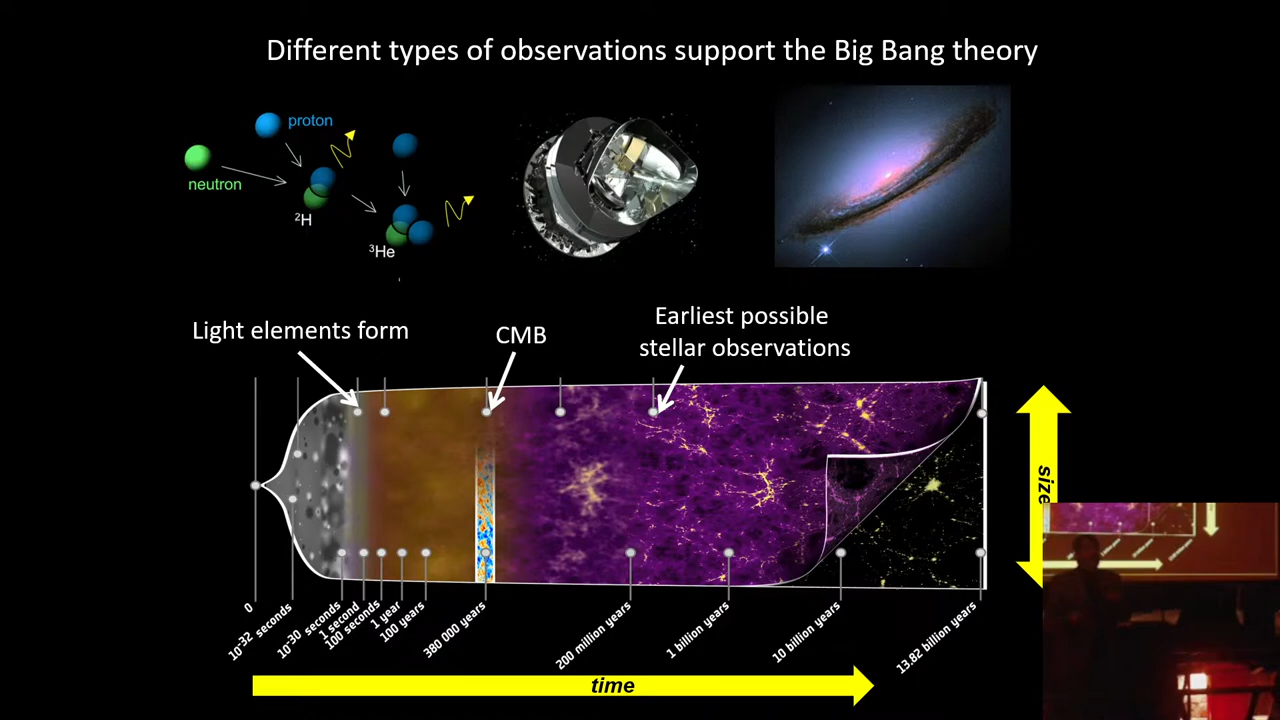 Different types of observations support the Big Bang theory
proton
neutron
²H
³He
Light elements form
CMB
Earliest possible
stellar observations
size
0
10⁻³² seconds
10⁻³⁰ seconds
1 second
100 seconds
1 year
100 years
380 000 years
200 million years
1 billion years
10 billion years
13.82 billion years
time